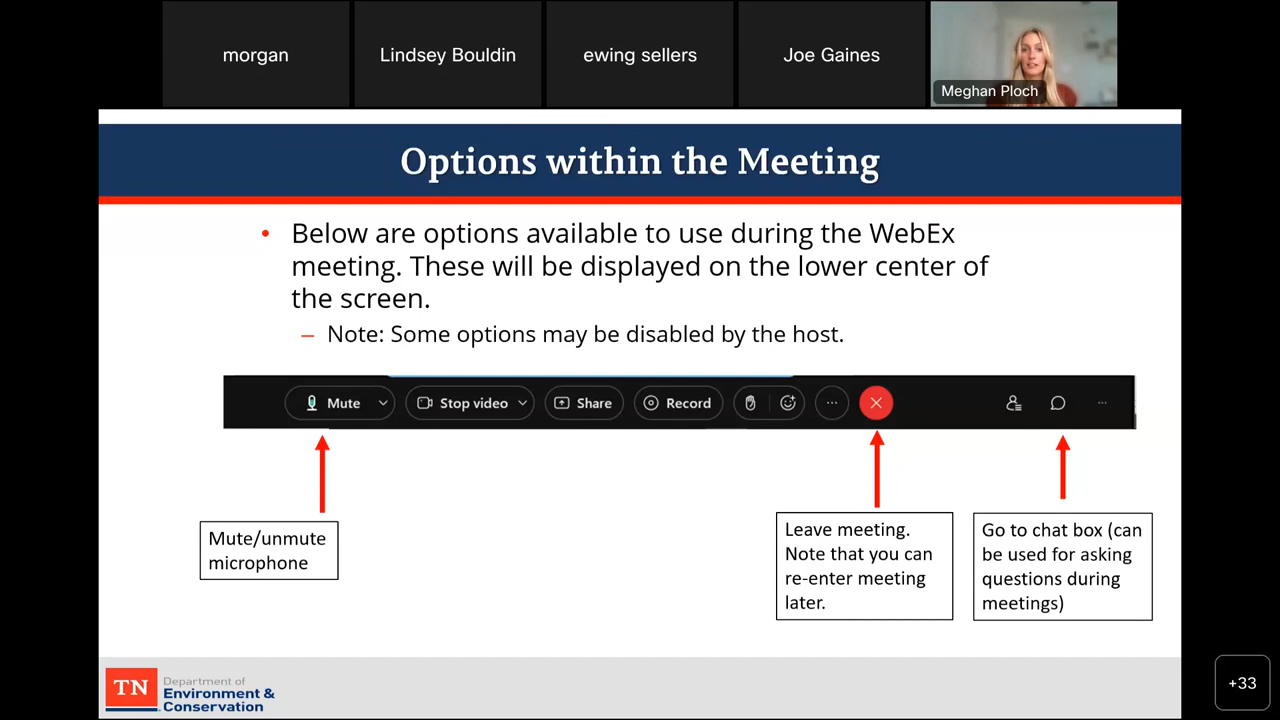 morgan
Lindsey Bouldin
ewing sellers
Joe Gaines
Meghan Ploch
Options within the Meeting
• Below are options available to use during the WebEx
meeting. These will be displayed on the lower center of
the screen.
– Note: Some options may be disabled by the host.
Mute
Stop video
Share
Record
Mute/unmute
microphone
Leave meeting.
Note that you can
re-enter meeting
later.
Go to chat box (can
be used for asking
questions during
meetings)
TN
Department of
Environment &
Conservation
+33